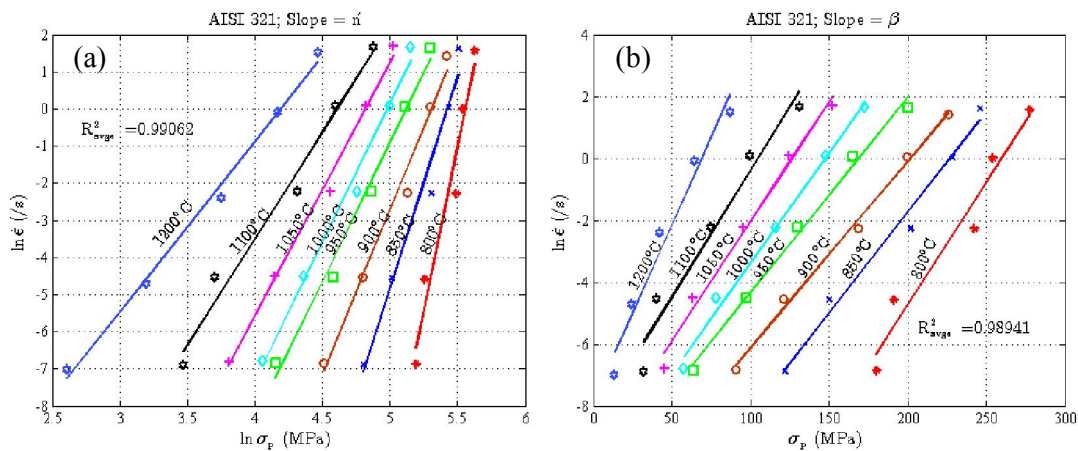 AISI 321; Slope = ń
(a)
R²avge =0.99062
1200°C
1100°C
1050°C
1000°C
950°C
900°C
850°C
800°C
2
1
0
-1
-2
-3
-4
-5
-6
-7
-8
ln ε̇ (/s)
2.5 3 3.5 4 4.5 5 5.5 6
ln σp (MPa)
AISI 321; Slope = β
(b)
1200°C
1100°C
1050°C
1000°C
950°C
900°C
850°C
800°C
R²avge =0.98941
4
2
0
-2
-4
-6
-8
ln ε̇ (/s)
0 50 100 150 200 250 300
σp (MPa)